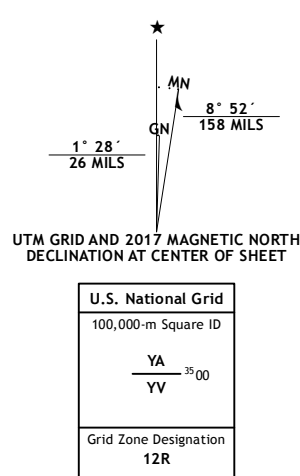 MN
GN
8° 52´
158 MILS
1° 28´
26 MILS
UTM GRID AND 2017 MAGNETIC NORTH
DECLINATION AT CENTER OF SHEET
U.S. National Grid
100,000-m Square ID
YA
3500
YV
Grid Zone Designation
12R